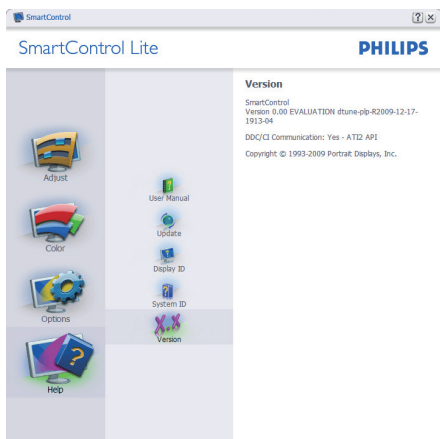 SmartControl
SmartControl Lite
PHILIPS
Adjust
Color
Options
Help
User Manual
Update
Display ID
System ID
X.X
Version
Version
SmartControl
Version 0.00 EVALUATION dtune-plp-R2009-12-17-
1913-04
DDC/CI Communication: Yes - ATI2 API
Copyright © 1993-2009 Portrait Displays, Inc.